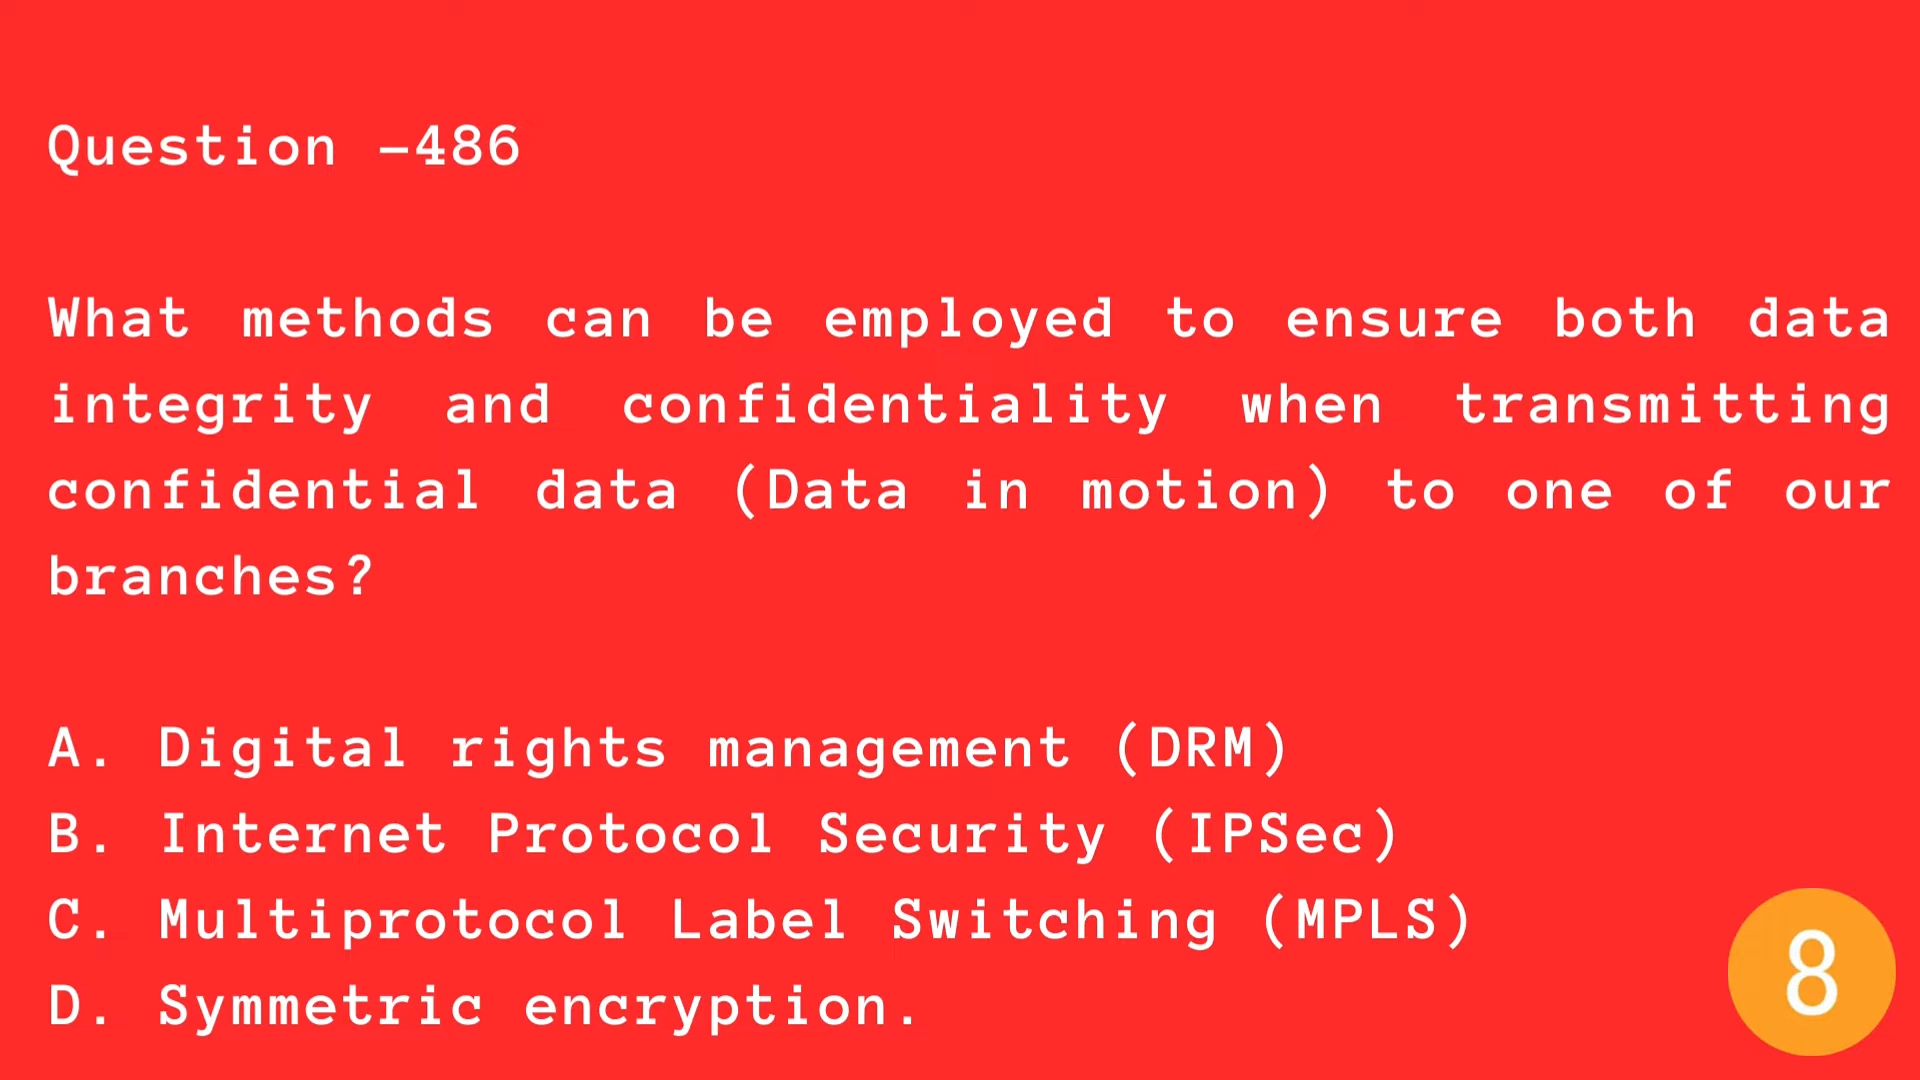 Question -486
What methods can be employed to ensure both data
integrity and confidentiality when transmitting
confidential data (Data in motion) to one of our
branches?
A. Digital rights management (DRM)
B. Internet Protocol Security (IPSec)
C. Multiprotocol Label Switching (MPLS)
D. Symmetric encryption.
8